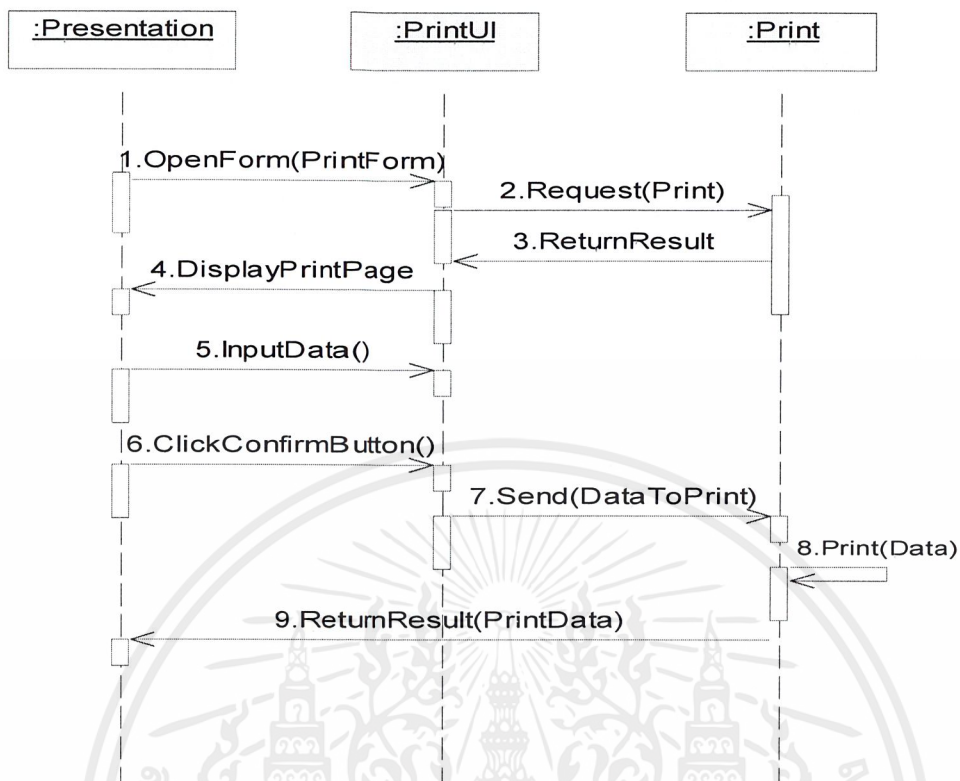 :Presentation
:PrintUI
:Print
1.OpenForm(PrintForm)
2.Request(Print)
3.ReturnResult
4.DisplayPrintPage
5.InputData()
6.ClickConfirmButton()
7.Send(DataToPrint)
8.Print(Data)
9.ReturnResult(PrintData)